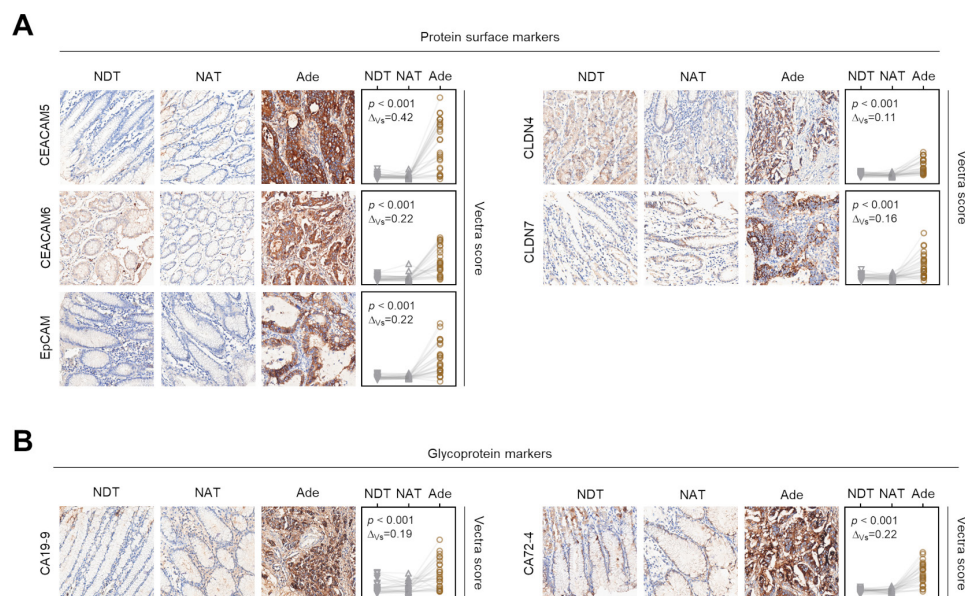 A
Protein surface markers
NDT NAT Ade NDT NAT Ade
CEACAM5
p < 0.001
ΔVs=0.42
CEACAM6
p < 0.001
ΔVs=0.22
EpCAM
p < 0.001
ΔVs=0.22
Vectra score
NDT NAT Ade NDT NAT Ade
CLDN4
p < 0.001
ΔVs=0.11
CLDN7
p < 0.001
ΔVs=0.16
Vectra score
B
Glycoprotein markers
NDT NAT Ade NDT NAT Ade
CA19-9
p < 0.001
ΔVs=0.19
Vectra score
NDT NAT Ade NDT NAT Ade
CA72-4
p < 0.001
ΔVs=0.22
Vectra score